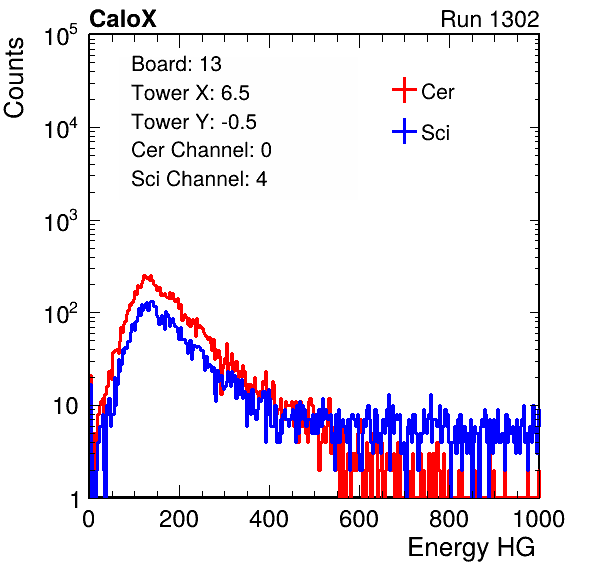 CaloX Run 1302
Counts
10^5
Board: 13
Tower X: 6.5
Tower Y: -0.5
Cer Channel: 0
Sci Channel: 4
Cer
Sci
10^4
10^3
10^2
10
1
0 200 400 600 800 1000
Energy HG